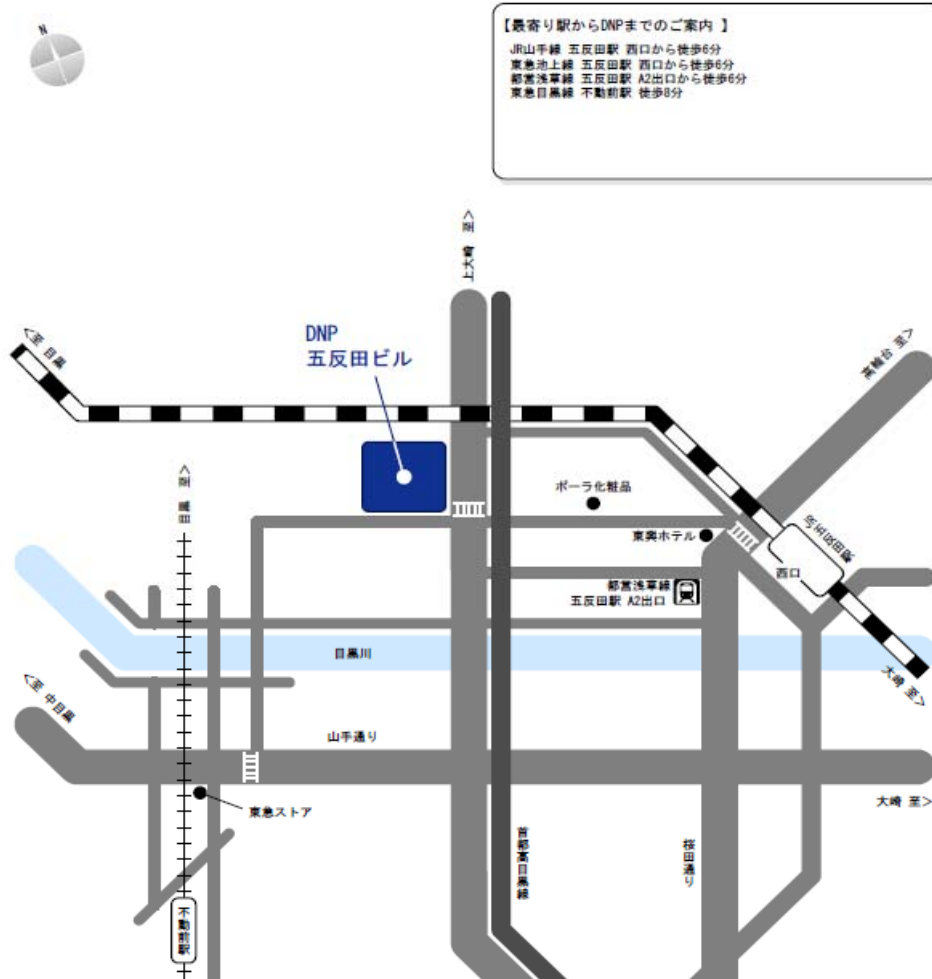 N
【最寄り駅からDNPまでのご案内 】
JR山手線 五反田駅 西口から徒歩6分
東急池上線 五反田駅 西口から徒歩6分
都営浅草線 五反田駅 A2出口から徒歩6分
東急目黒線 不動前駅 徒歩8分
上大崎 至>
<至 目黒
DNP
五反田ビル
高輪台 至>
目黒 至>
ポーラ化粧品
東興ホテル
西口
都営浅草線
五反田駅 A2出口
目黒川
<至 中目黒
大崎 至>
山手通り
大崎 至>
東急ストア
首都高目黒線
桜田通り
不動前駅